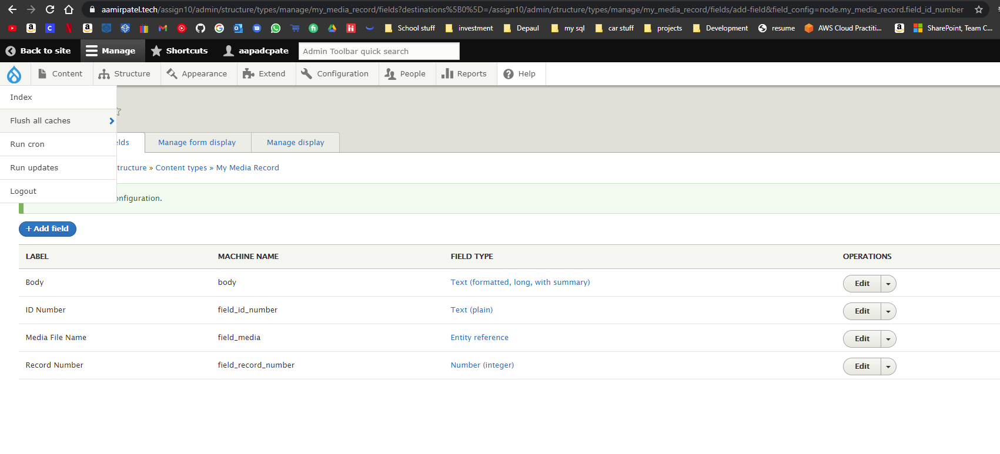 aamirpatel.tech/assign10/admin/structure/types/manage/my_media_record/fields?destinations%5B0%5D=/assign10/admin/structure/types/manage/my_media_record/fields/add-field&field_config=node.my_media_record.field_id_number
School stuff investment Depaul my sql car stuff projects Development resume AWS Cloud Practiti... SharePoint, Team C...
Back to site Manage Shortcuts aapadcpate Admin Toolbar quick search
Content Structure Appearance Extend Configuration People Reports Help
Index
Flush all caches
Run cron
Run updates
Logout
elds Manage form display Manage display
tructure » Content types » My Media Record
onfiguration.
+ Add field
LABEL MACHINE NAME FIELD TYPE OPERATIONS
Body body Text (formatted, long, with summary) Edit
ID Number field_id_number Text (plain) Edit
Media File Name field_media Entity reference Edit
Record Number field_record_number Number (integer) Edit